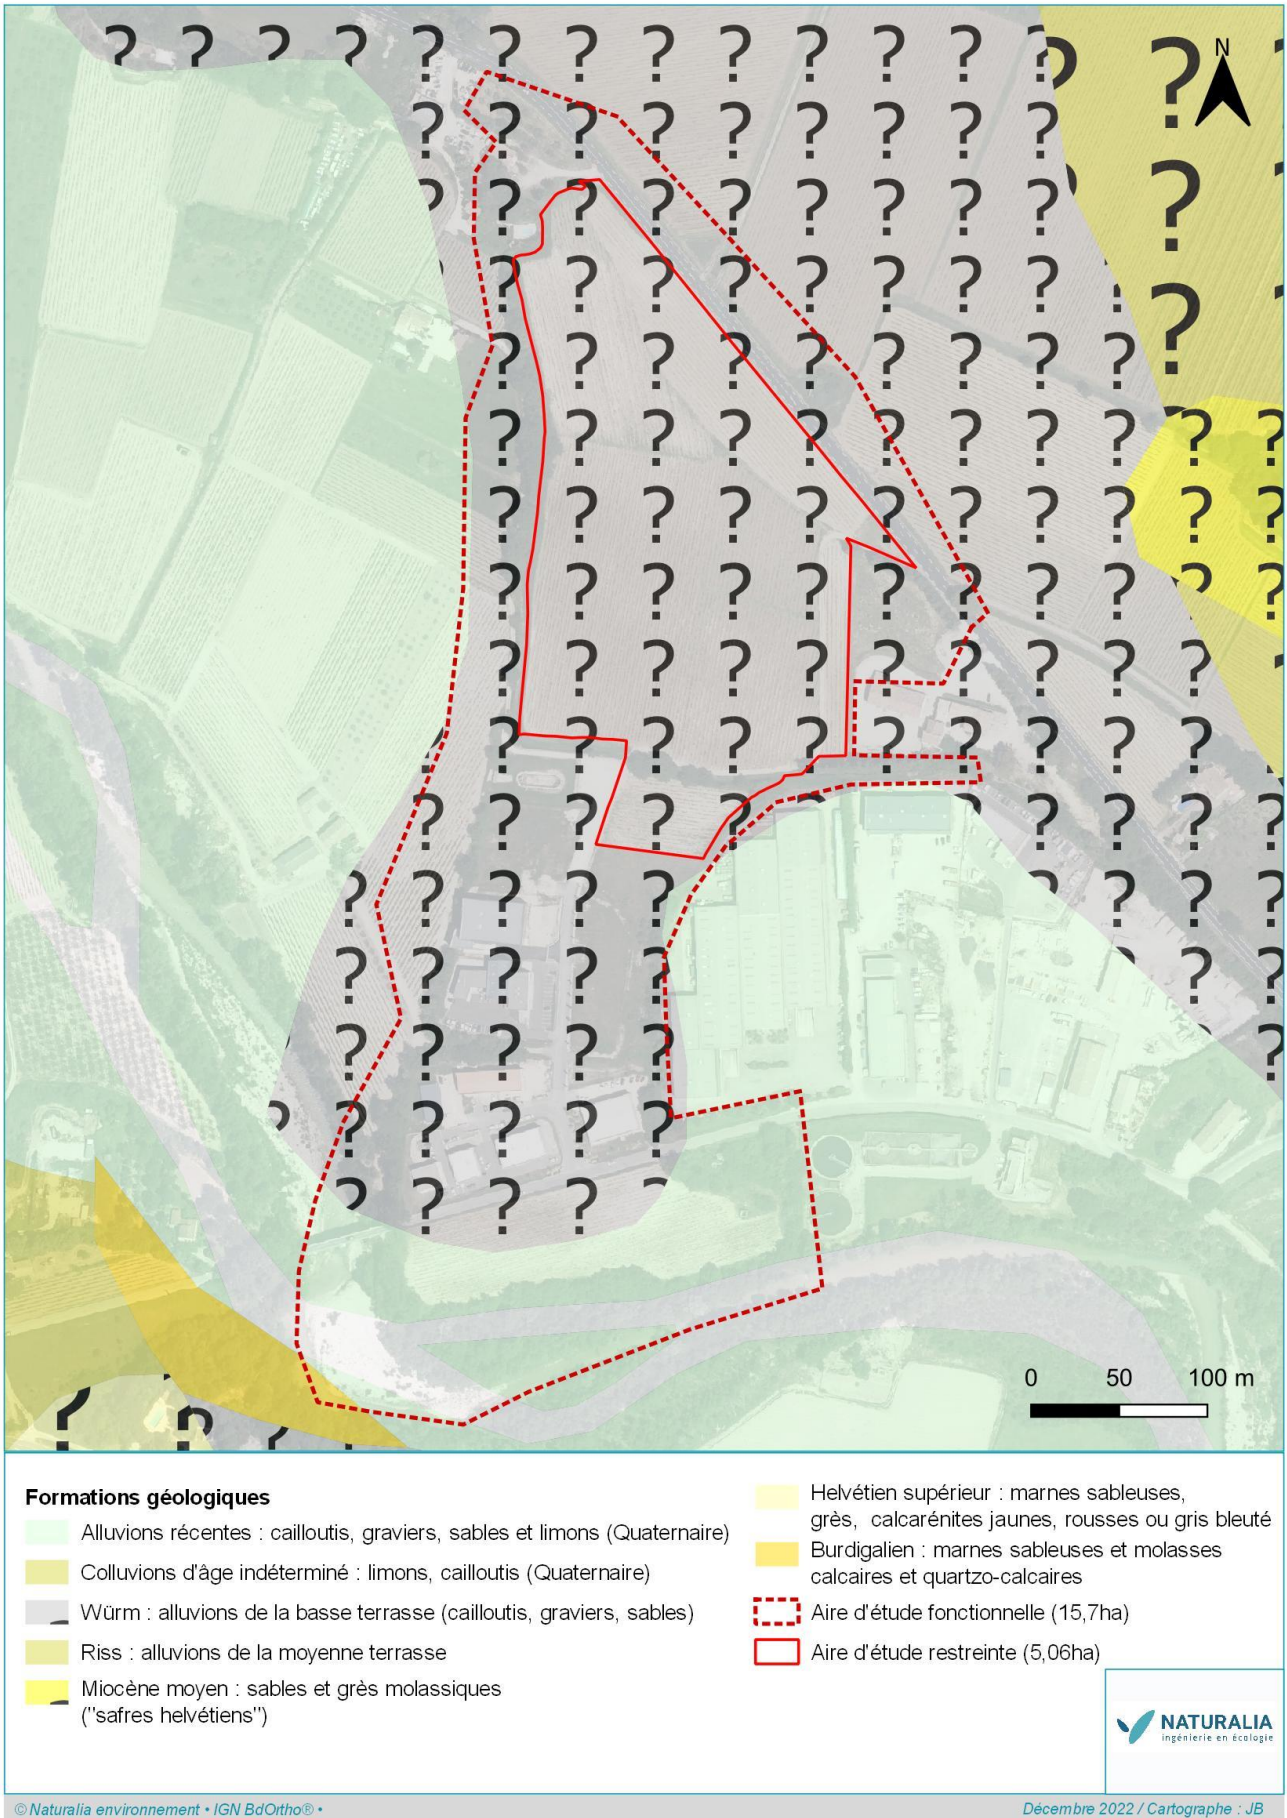 N
0 50 100 m
Formations géologiques
Alluvions récentes : cailloutis, graviers, sables et limons (Quaternaire)
Colluvions d'âge indéterminé : limons, cailloutis (Quaternaire)
Würm : alluvions de la basse terrasse (cailloutis, graviers, sables)
Riss : alluvions de la moyenne terrasse
Miocène moyen : sables et grès molassiques
("safres helvétiens")
Helvétien supérieur : marnes sableuses,
grès, calcarénites jaunes, rousses ou gris bleuté
Burdigalien : marnes sableuses et molasses
calcaires et quartzo-calcaires
Aire d'étude fonctionnelle (15,7ha)
Aire d'étude restreinte (5,06ha)
NATURALIA
ingénierie en écologie
© Naturalia environnement • IGN BdOrtho® •
Décembre 2022 / Cartographe : JB